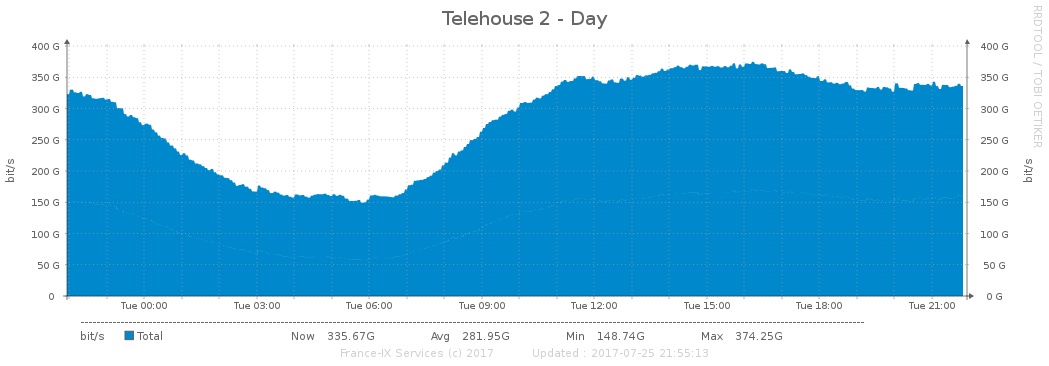 Telehouse 2 - Day
RRDTOOL / TOBI OETIKER
bit/s
400 G
350 G
300 G
250 G
200 G
150 G
100 G
50 G
0
400 G
350 G
300 G
250 G
200 G
150 G
100 G
50 G
0 G
bit/s
Tue 00:00 Tue 03:00 Tue 06:00 Tue 09:00 Tue 12:00 Tue 15:00 Tue 18:00 Tue 21:00
bit/s Total Now 335.67G Avg 281.95G Min 148.74G Max 374.25G
France-IX Services (c) 2017 Updated : 2017-07-25 21:55:13